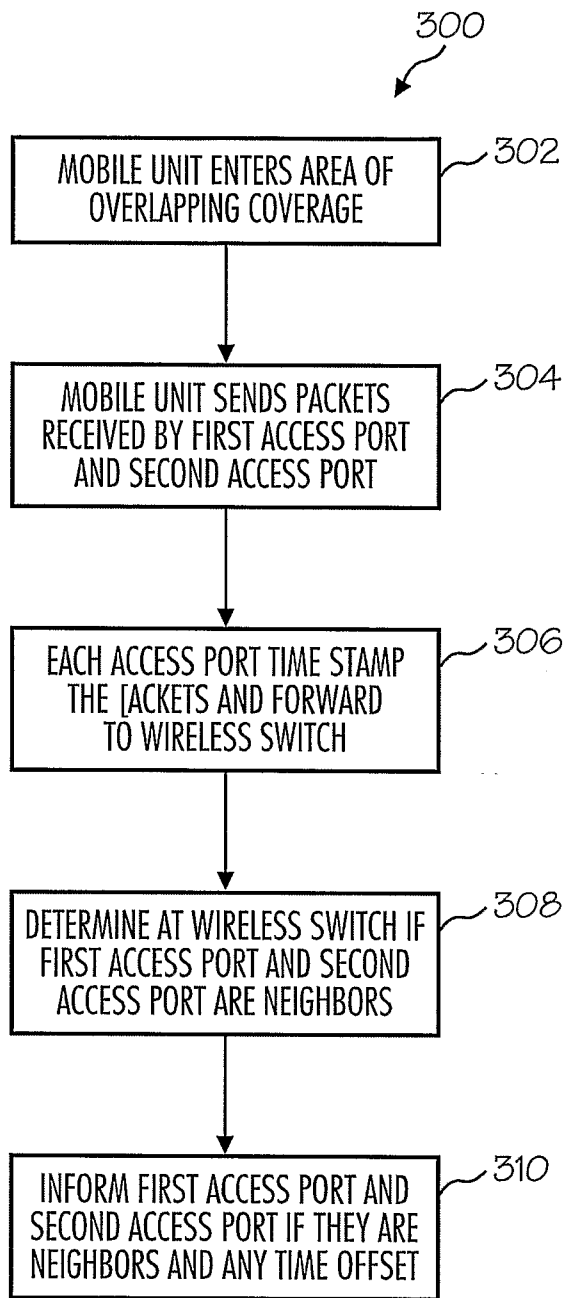 300
MOBILE UNIT ENTERS AREA OF
OVERLAPPING COVERAGE
302
MOBILE UNIT SENDS PACKETS
RECEIVED BY FIRST ACCESS PORT
AND SECOND ACCESS PORT
304
EACH ACCESS PORT TIME STAMP
THE [ACKETS AND FORWARD
TO WIRELESS SWITCH
306
DETERMINE AT WIRELESS SWITCH IF
FIRST ACCESS PORT AND SECOND
ACCESS PORT ARE NEIGHBORS
308
INFORM FIRST ACCESS PORT AND
SECOND ACCESS PORT IF THEY ARE
NEIGHBORS AND ANY TIME OFFSET
310